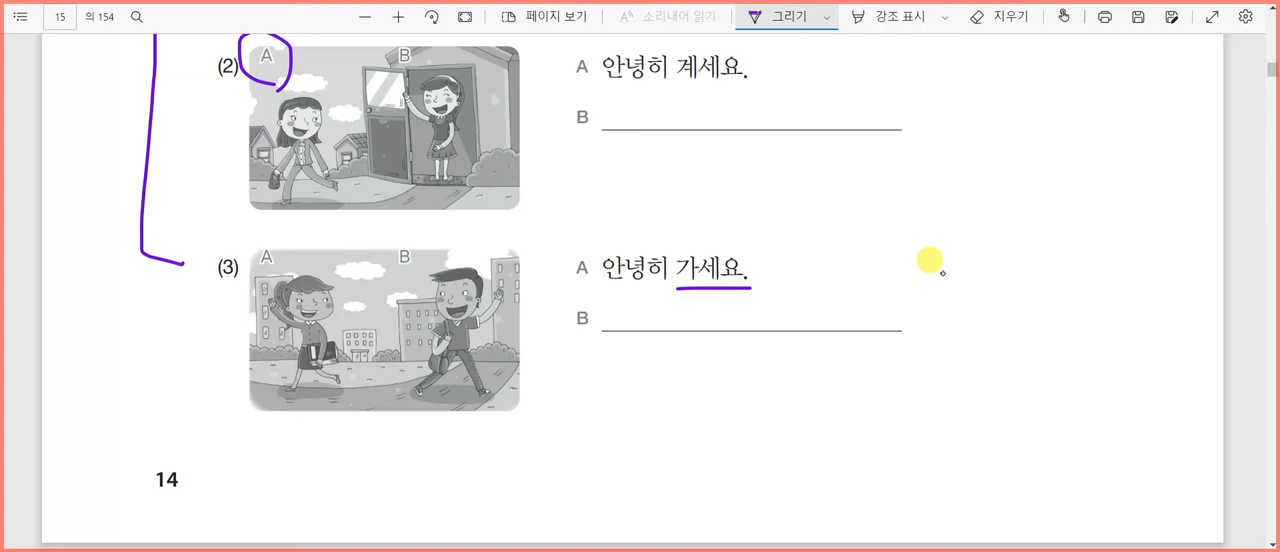 15 의 154 페이지 보기 소리내어 읽기 그리기 강조 표시 지우기
A B
(2) A 안녕히 계세요.
B
A B
(3) A 안녕히 가세요.
B
14